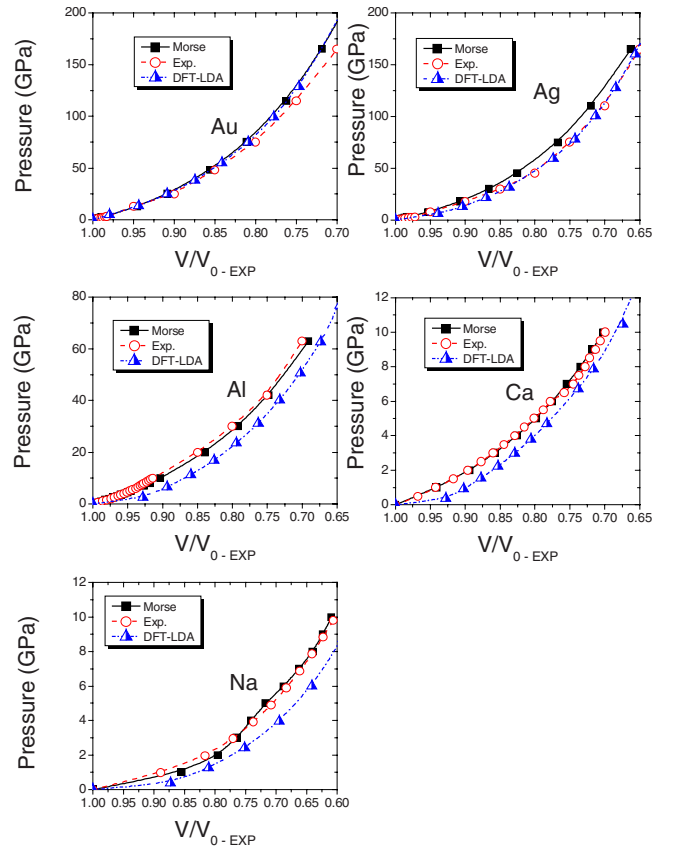 Pressure (GPa)
200
150
100
50
0
Morse
Exp.
DFT-LDA
Au
1.00 0.95 0.90 0.85 0.80 0.75 0.70
V/V0 - EXP
Pressure (GPa)
200
150
100
50
0
Morse
Exp.
DFT-LDA
Ag
1.00 0.95 0.90 0.85 0.80 0.75 0.70 0.65
V/V0 - EXP
Pressure (GPa)
80
60
40
20
0
Morse
Exp.
DFT-LDA
Al
1.00 0.95 0.90 0.85 0.80 0.75 0.70 0.65
V/V0 - EXP
Pressure (GPa)
12
10
8
6
4
2
0
Morse
Exp.
DFT-LDA
Ca
1.00 0.95 0.90 0.85 0.80 0.75 0.70
V/V0 - EXP
Pressure (GPa)
12
10
8
6
4
2
0
Morse
Exp.
DFT-LDA
Na
1.00 0.95 0.90 0.85 0.80 0.75 0.70 0.65 0.60
V/V0 - EXP